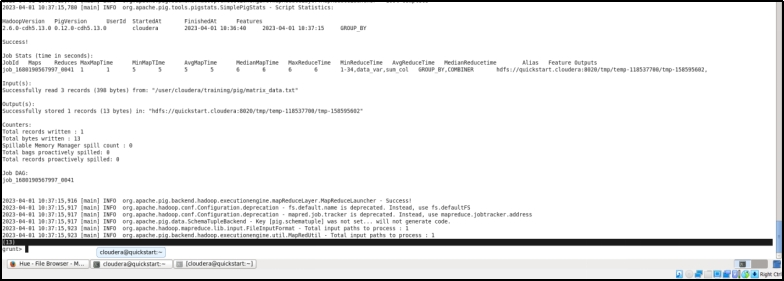 2023-04-01 10:37:15,780 [main] INFO org.apache.pig.tools.pigstats.SimplePigStats - Script Statistics:
HadoopVersion PigVersion UserId StartedAt FinishedAt Features
2.6.0-cdh5.13.0 0.12.0-cdh5.13.0 cloudera 2023-04-01 10:36:40 2023-04-01 10:37:15 GROUP_BY
Success!
Job Stats (time in seconds):
JobId Maps Reduces MaxMapTime MinMapTime AvgMapTime MedianMapTime MaxReduceTime MinReduceTime AvgReduceTime MedianReducetime Alias Feature Outputs
job_1680190567997_0041 1 1 5 5 5 5 6 6 6 6 1-34,data_var,sum_col GROUP_BY,COMBINER hdfs://quickstart.cloudera:8020/tmp/temp-118537700/tmp-158595602,
Input(s):
Successfully read 3 records (398 bytes) from: "/user/cloudera/training/pig/matrix_data.txt"
Output(s):
Successfully stored 1 records (13 bytes) in: "hdfs://quickstart.cloudera:8020/tmp/temp-118537700/tmp-158595602"
Counters:
Total records written : 1
Total bytes written : 13
Spillable Memory Manager spill count : 0
Total bags proactively spilled: 0
Total records proactively spilled: 0
Job DAG:
job_1680190567997_0041
2023-04-01 10:37:15,916 [main] INFO org.apache.pig.backend.hadoop.executionengine.mapReduceLayer.MapReduceLauncher - Success!
2023-04-01 10:37:15,917 [main] INFO org.apache.hadoop.conf.Configuration.deprecation - fs.default.name is deprecated. Instead, use fs.defaultFS
2023-04-01 10:37:15,917 [main] INFO org.apache.hadoop.conf.Configuration.deprecation - mapred.job.tracker is deprecated. Instead, use mapreduce.jobtracker.address
2023-04-01 10:37:15,917 [main] INFO org.apache.pig.data.SchemaTupleBackend - Key [pig.schematuple] was not set... will not generate code.
2023-04-01 10:37:15,923 [main] INFO org.apache.hadoop.mapreduce.lib.input.FileInputFormat - Total input paths to process : 1
2023-04-01 10:37:15,923 [main] INFO org.apache.pig.backend.hadoop.executionengine.util.MapRedUtil - Total input paths to process : 1
(13)
grunt>
cloudera@quickstart:~
Hue - File Browser - M... cloudera@quickstart:~ [cloudera@quickstart:~]
Right Ctrl